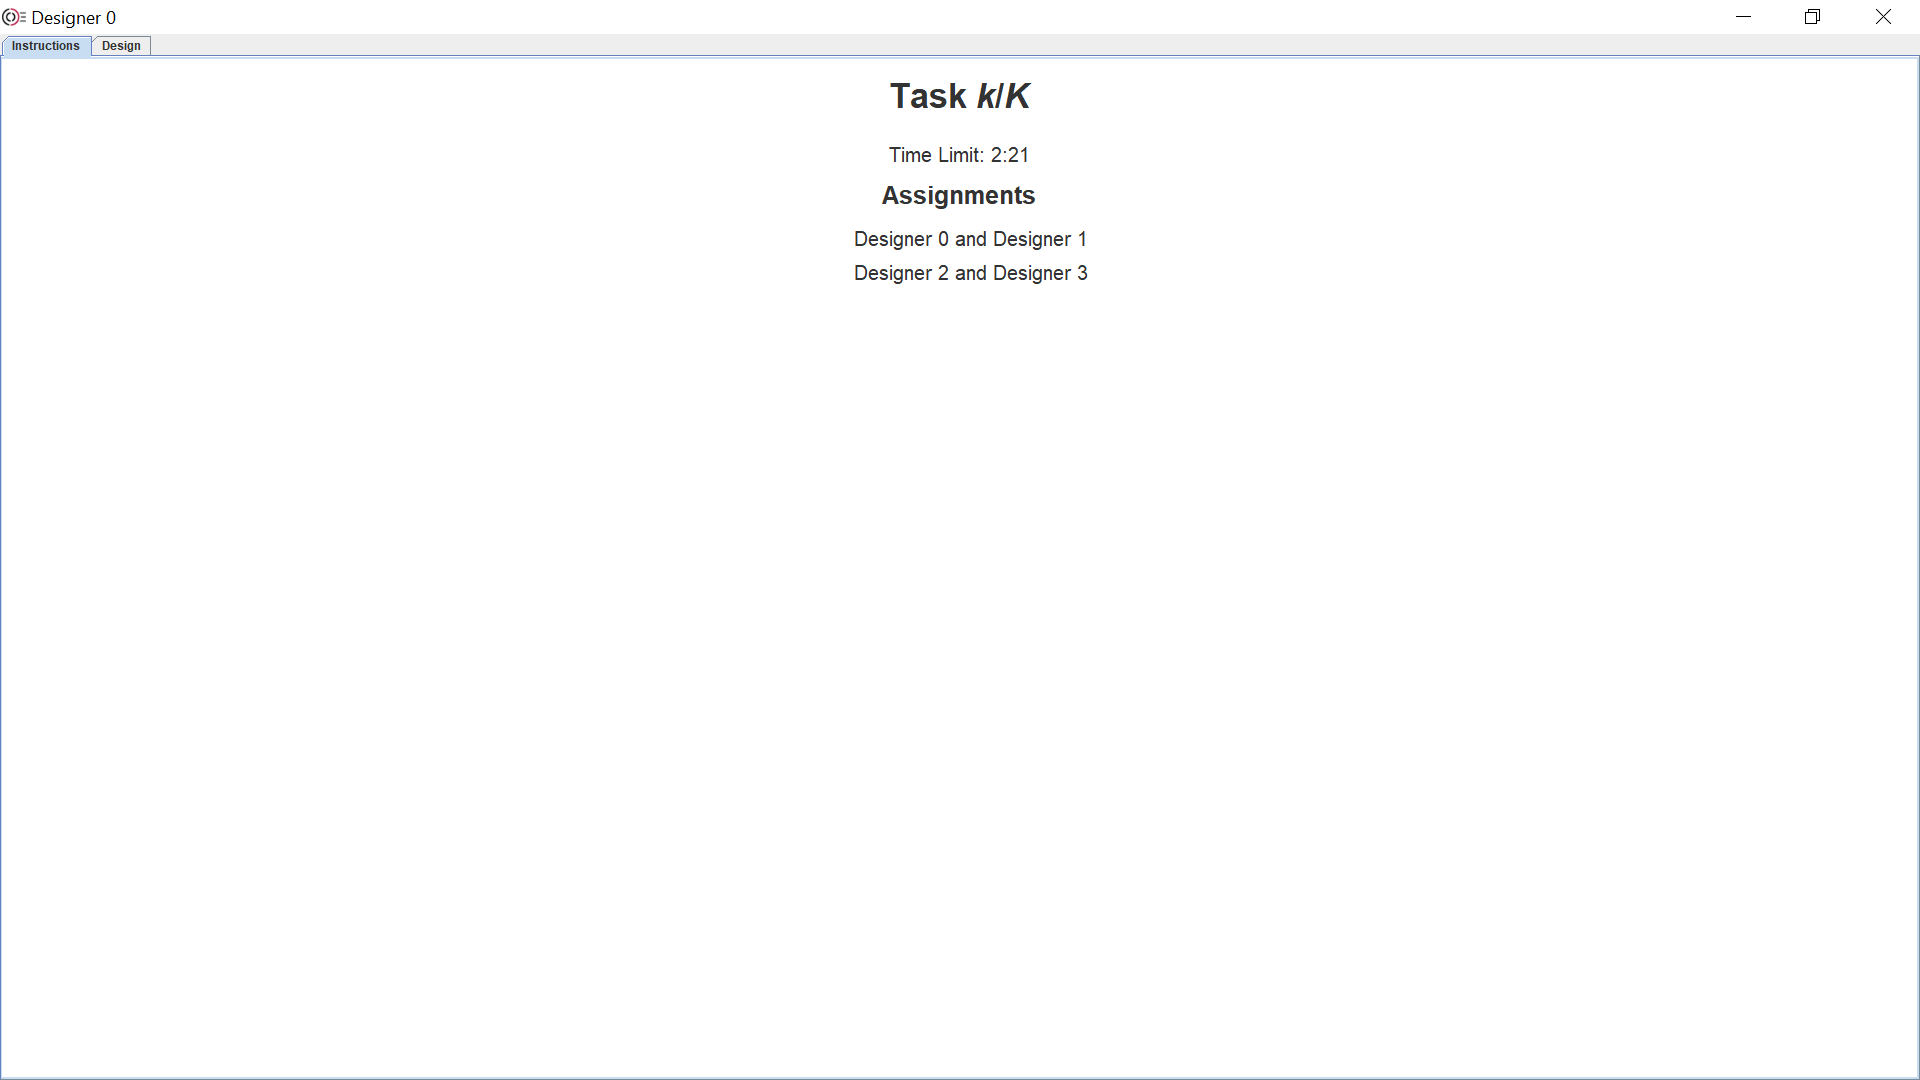 Designer 0
Instructions Design
Task k/K
Time Limit: 2:21
Assignments
Designer 0 and Designer 1
Designer 2 and Designer 3